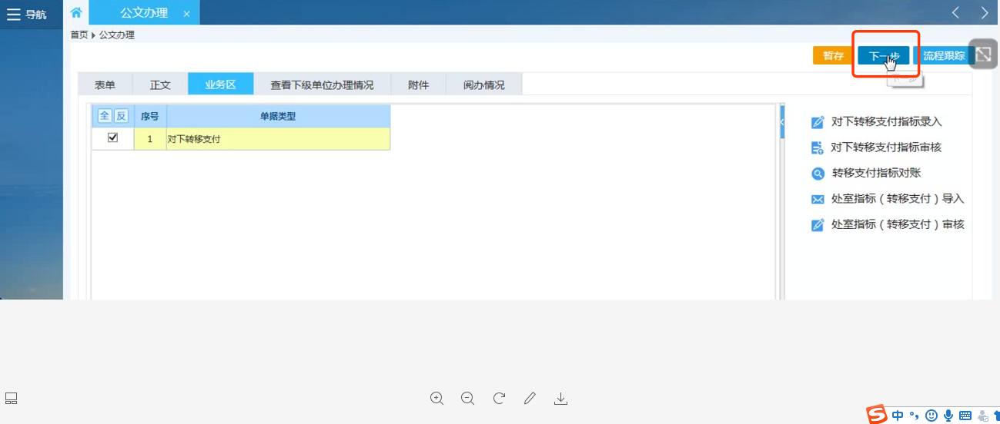 导航
公文办理
首页 公文办理
暂存 下一步 流程跟踪
下一步
表单 正文 业务区 查看下级单位办理情况 附件 阅办情况
全 反 序号 单据类型
1 对下转移支付
对下转移支付指标录入
对下转移支付指标审核
转移支付指标对账
处室指标（转移支付）导入
处室指标（转移支付）审核
中